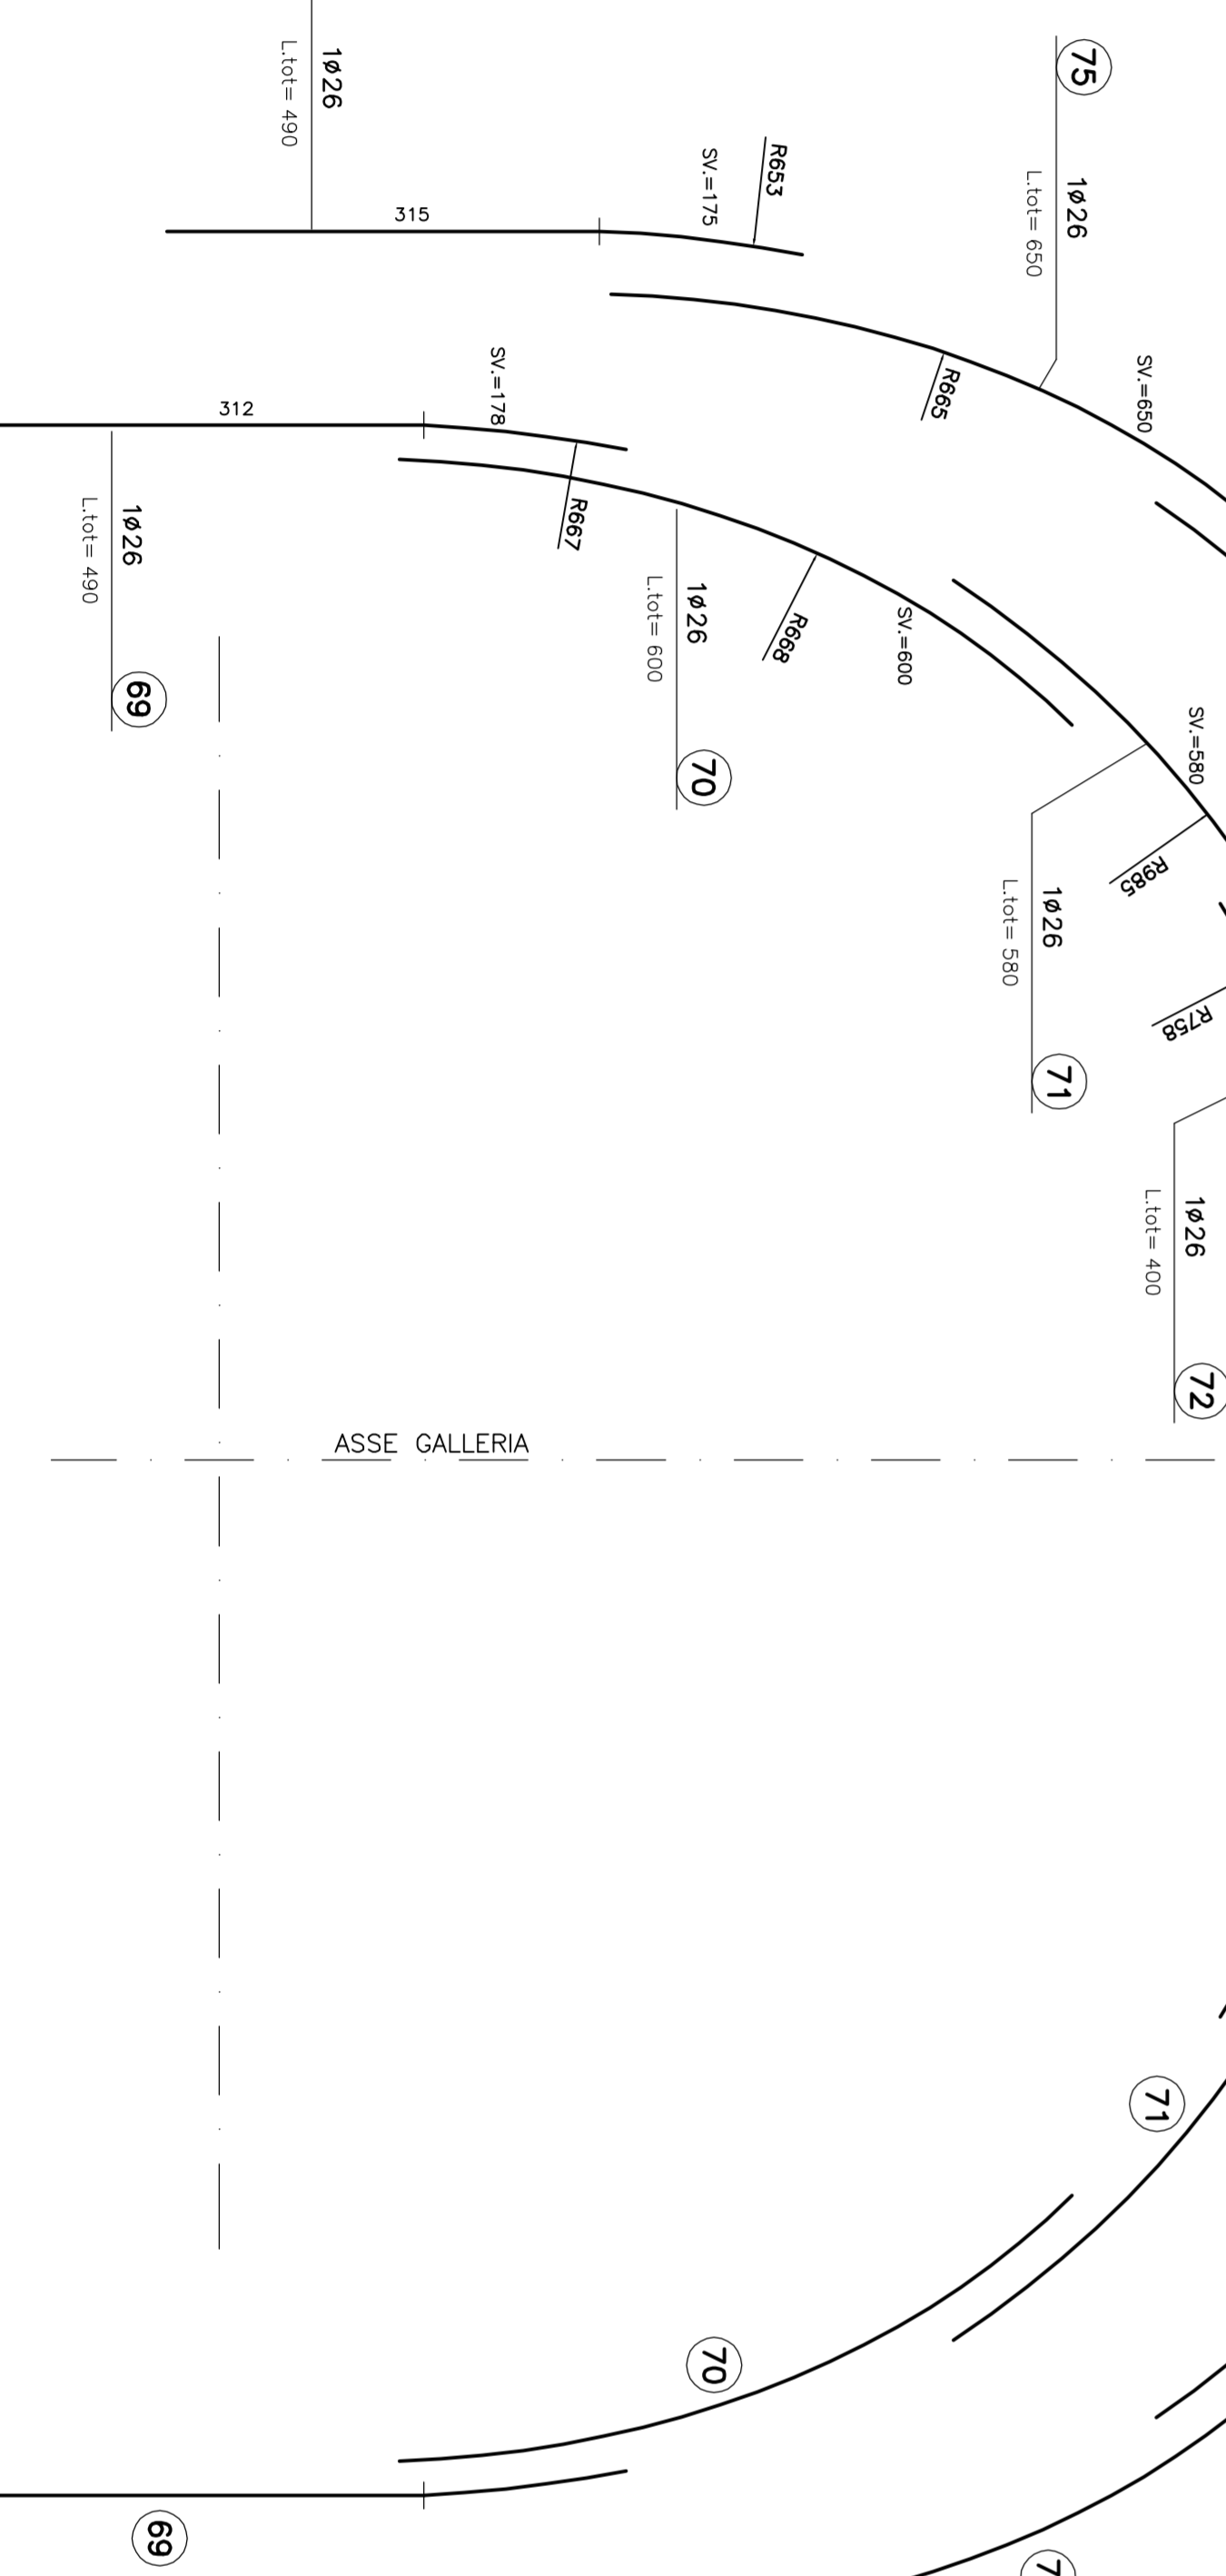 1ø26
L.tot= 490
75
1ø26
L.tot= 650
R653
SV.=175
315
SV.=650
R665
SV.=178
312
R667
1ø26
L.tot= 490
69
1ø26
L.tot= 600
70
R668
SV.=600
SV.=580
R985
1ø26
L.tot= 580
71
R758
1ø26
L.tot= 400
72
ASSE GALLERIA
71
70
69